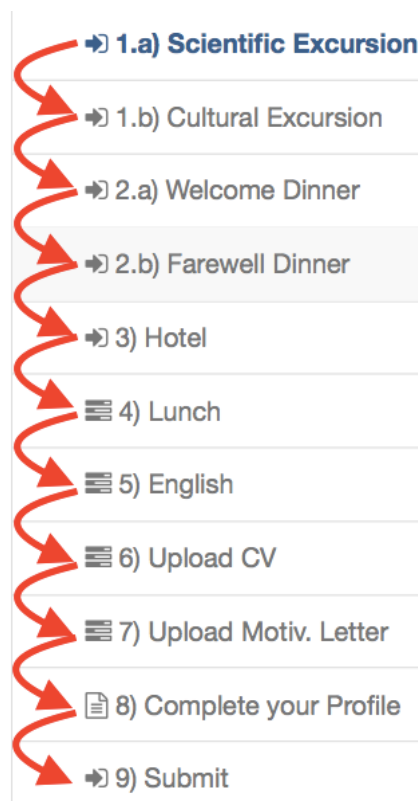 1.a) Scientific Excursion
1.b) Cultural Excursion
2.a) Welcome Dinner
2.b) Farewell Dinner
3) Hotel
4) Lunch
5) English
6) Upload CV
7) Upload Motiv. Letter
8) Complete your Profile
9) Submit